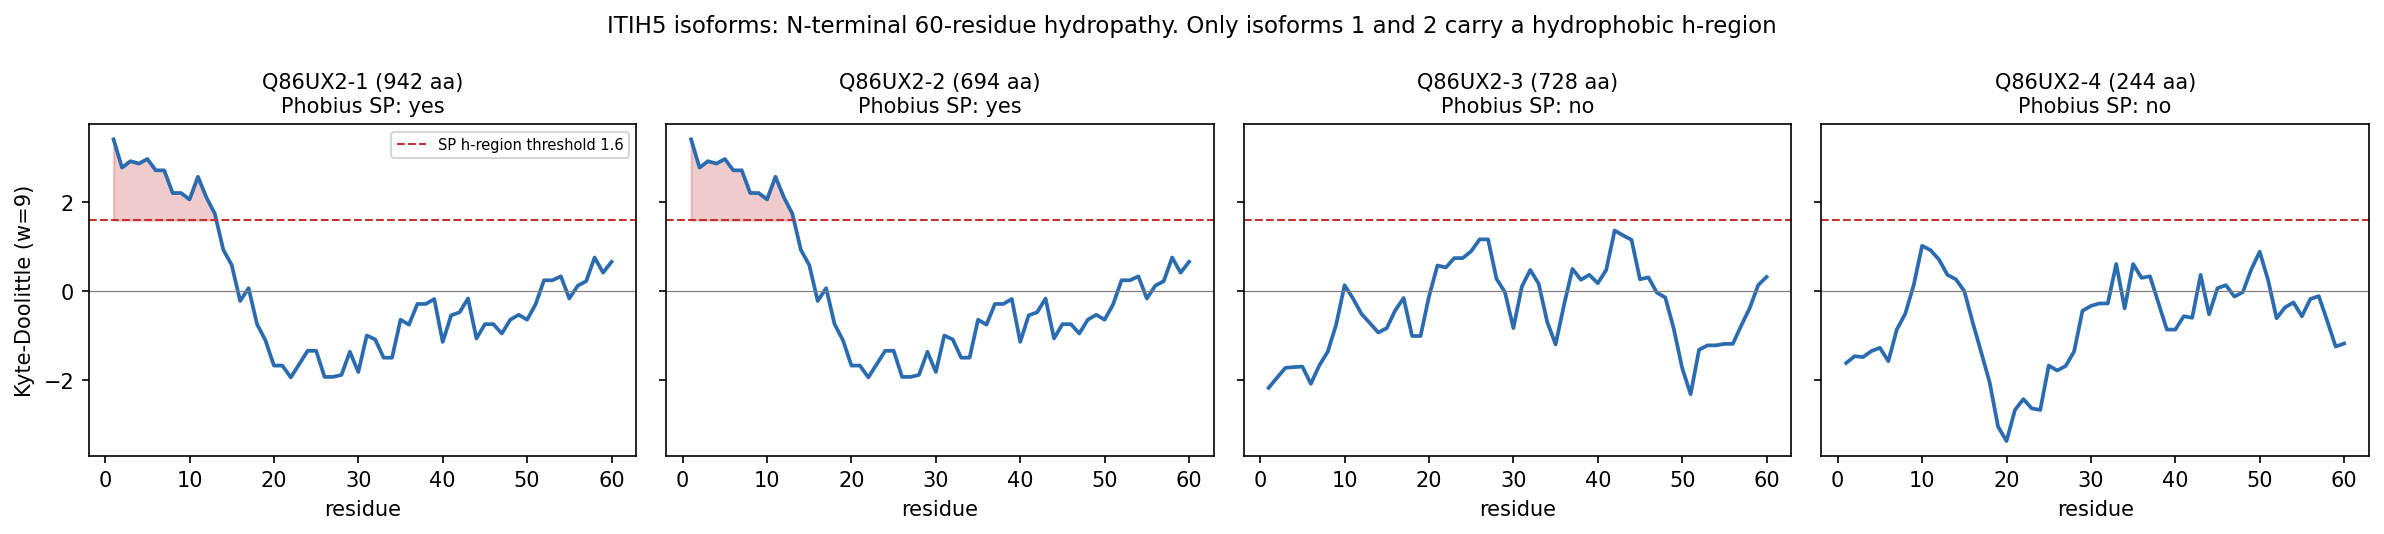 ITIH5 isoforms: N-terminal 60-residue hydropathy. Only isoforms 1 and 2 carry a hydrophobic h-region
Q86UX2-1 (942 aa)
Phobius SP: yes
Q86UX2-2 (694 aa)
Phobius SP: yes
Q86UX2-3 (728 aa)
Phobius SP: no
Q86UX2-4 (244 aa)
Phobius SP: no
SP h-region threshold 1.6
Kyte-Doolittle (w=9)
2
0
−2
0 10 20 30 40 50 60
0 10 20 30 40 50 60
0 10 20 30 40 50 60
0 10 20 30 40 50 60
residue
residue
residue
residue